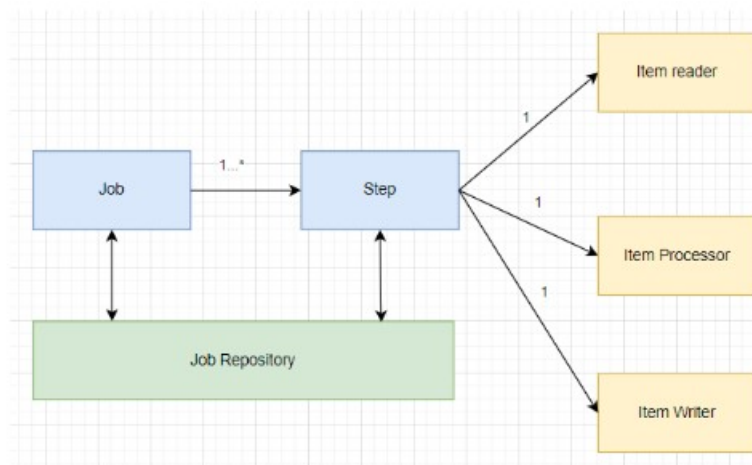 Item reader
1
1...*
Job
Step
1
Item Processor
1
Job Repository
Item Writer